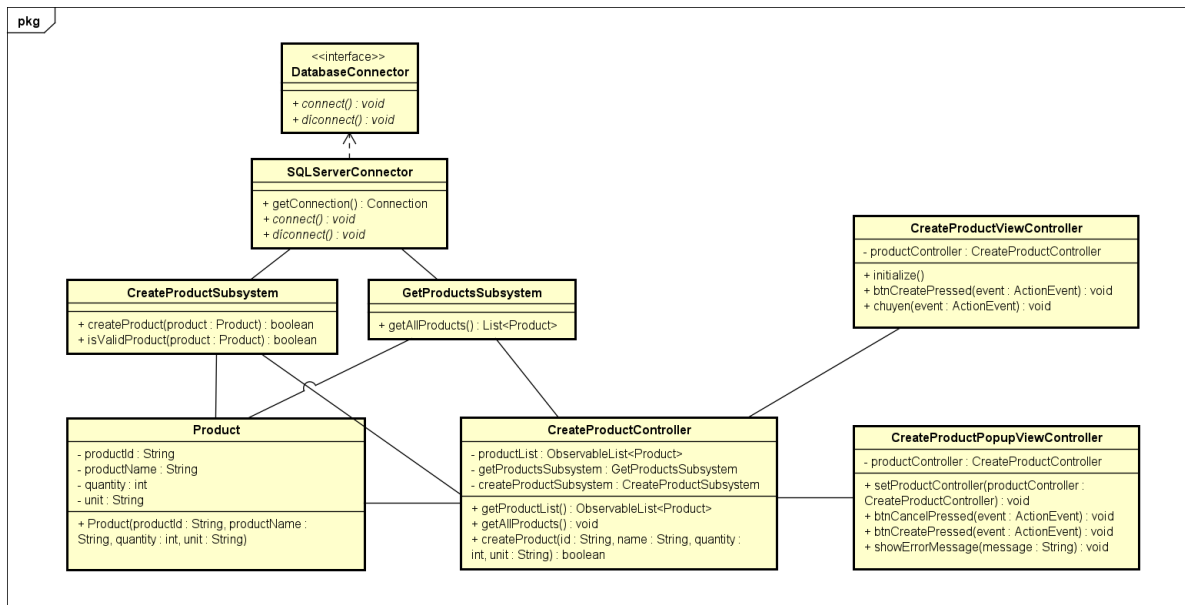 pkg
<<interface>>
DatabaseConnector
+ connect() : void
+ diconnect() : void
SQLServerConnector
+ getConnection() : Connection
+ connect() : void
+ diconnect() : void
CreateProductSubsystem
+ createProduct(product : Product) : boolean
+ isValidProduct(product : Product) : boolean
GetProductsSubsystem
+ getAllProducts() : List<Product>
CreateProductViewController
- productController : CreateProductController
+ initialize()
+ btnCreatePressed(event : ActionEvent) : void
+ chuyen(event : ActionEvent) : void
Product
- productId : String
- productName : String
- quantity : int
- unit : String
+ Product(productId : String, productName :
String, quantity : int, unit : String)
CreateProductController
- productList : ObservableList<Product>
- getProductsSubsystem : GetProductsSubsystem
- createProductSubsystem : CreateProductSubsystem
+ getProductList() : ObservableList<Product>
+ getAllProducts() : void
+ createProduct(id : String, name : String, quantity :
int, unit : String) : boolean
CreateProductPopupViewController
- productController : CreateProductController
+ setProductController(productController :
CreateProductController) : void
+ btnCancelPressed(event : ActionEvent) : void
+ btnCreatePressed(event : ActionEvent) : void
+ showErrorMessage(message : String) : void